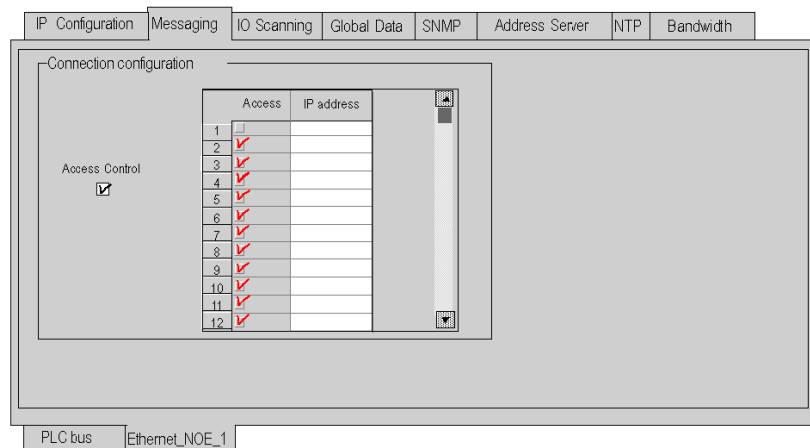 IP Configuration Messaging IO Scanning Global Data SNMP Address Server NTP Bandwidth
Connection configuration
Access IP address
1
2
3
Access Control
4
5
6
7
8
9
10
11
12
PLC bus Ethernet_NOE_1